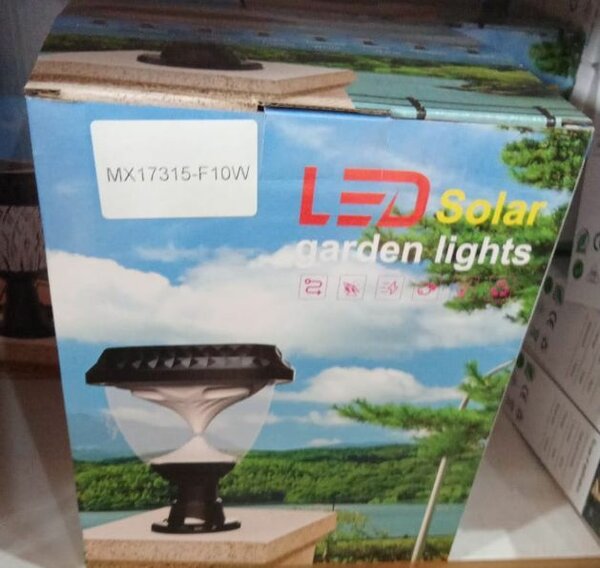 MX17315-F10W
LED Solar
garden lights